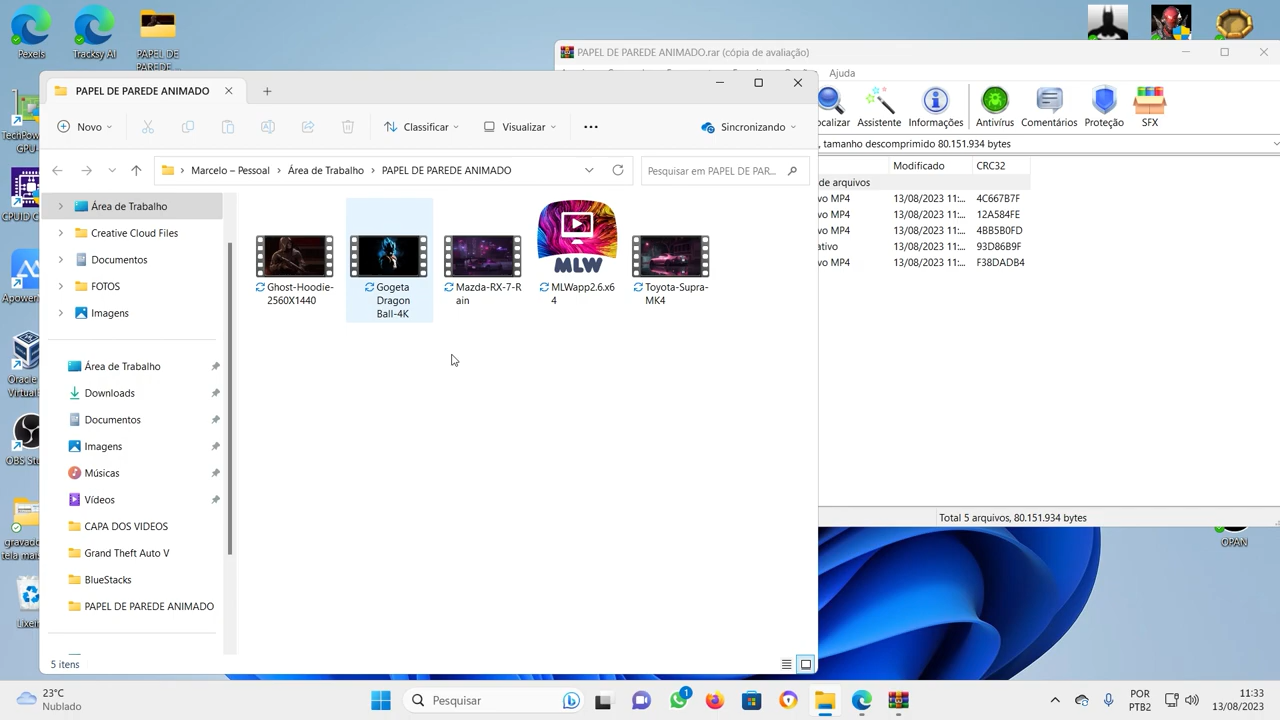 Pexels
Tracksy AI
PAPEL DE
PAREDE ...
PAPEL DE PAREDE ANIMADO.rar (cópia de avaliação)
Ajuda
PAPEL DE PAREDE ANIMADO
Novo
Classificar
Visualizar
Sincronizando
Assistente
Informações
Antivírus
Comentários
Proteção
SFX
, tamanho descomprimido 80.151.934 bytes
Marcelo – Pessoal
Área de Trabalho
PAPEL DE PAREDE ANIMADO
Pesquisar em PAPEL DE PAR...
Modificado
CRC32
de arquivos
vo MP4
13/08/2023 11:...
4C667B7F
vo MP4
13/08/2023 11:...
12A584FE
vo MP4
13/08/2023 11:...
4BB5B0FD
ativo
13/08/2023 11:...
93D86B9F
vo MP4
13/08/2023 11:...
F38DADB4
Área de Trabalho
Creative Cloud Files
Documentos
FOTOS
Imagens
Área de Trabalho
Downloads
Documentos
Imagens
Músicas
Vídeos
CAPA DOS VIDEOS
Grand Theft Auto V
BlueStacks
PAPEL DE PAREDE ANIMADO
MLW
Ghost-Hoodie-
2560X1440
Gogeta
Dragon
Ball-4K
Mazda-RX-7-R
ain
MLWapp2.6.x6
4
Toyota-Supra-
MK4
5 itens
Total 5 arquivos, 80.151.934 bytes
OPAN
23°C
Nublado
Pesquisar
1
POR
PTB2
11:33
13/08/2023